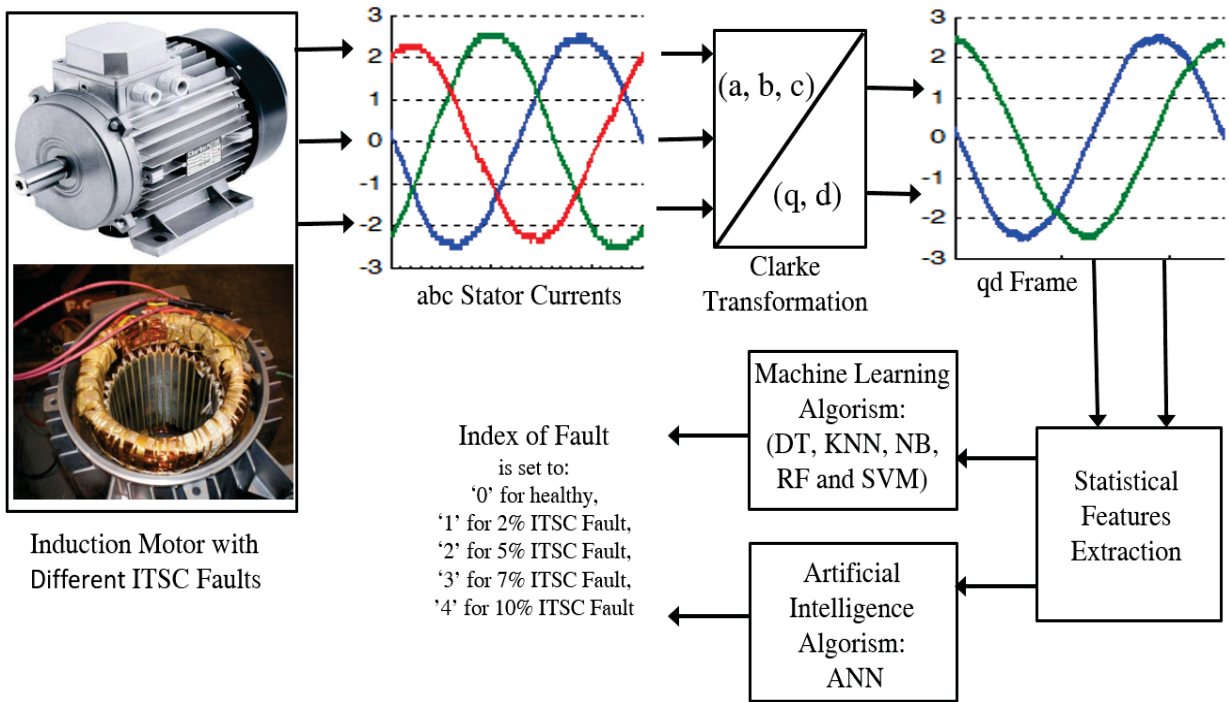 3
2
1
0
-1
-2
-3
abc Stator Currents
(a, b, c)
(q, d)
Clarke
Transformation
3
2
1
0
-1
-2
-3
qd Frame
Induction Motor with
Different ITSC Faults
Index of Fault
is set to:
‘0’ for healthy,
‘1’ for 2% ITSC Fault,
‘2’ for 5% ITSC Fault,
‘3’ for 7% ITSC Fault,
‘4’ for 10% ITSC Fault
Machine Learning
Algorism:
(DT, KNN, NB,
RF and SVM)
Artificial
Intelligence
Algorism:
ANN
Statistical
Features
Extraction